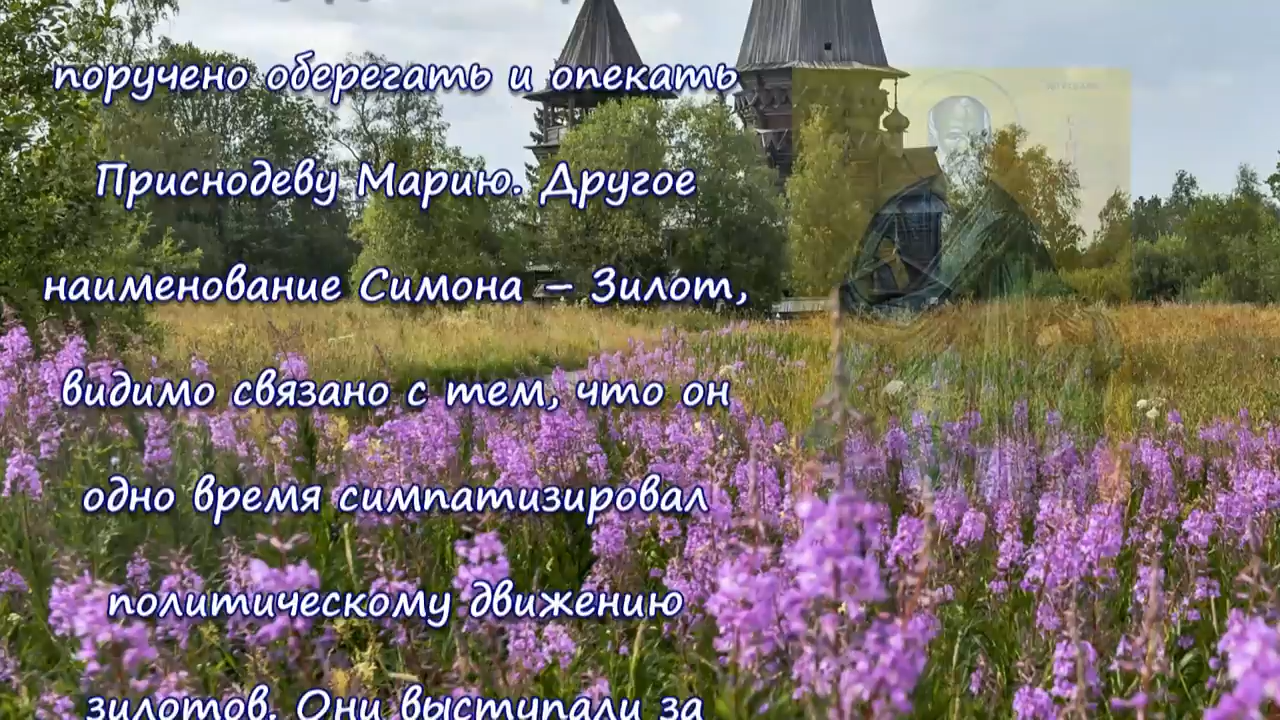 поручено оберегать и опекать
Приснодеву Марию. Другое
наименование Симона – Зилот,
видимо связано с тем, что он
одно время симпатизировал
политическому движению
зилотов. Они выступали за